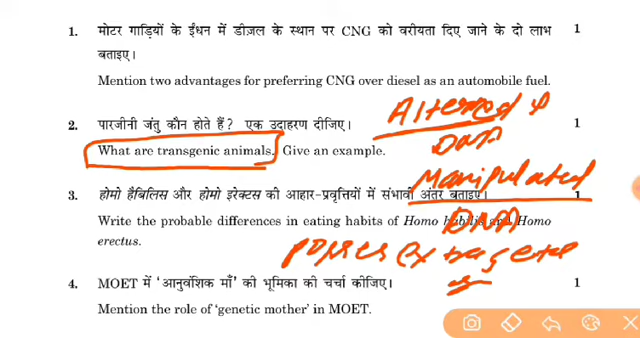 1. मोटर गाड़ियों के ईंधन में डीज़ल के स्थान पर CNG को वरीयता दिए जाने के दो लाभ 1
बताइए।
Mention two advantages for preferring CNG over diesel as an automobile fuel.
2. पारजीनी जंतु कौन होते हैं? एक उदाहरण दीजिए। 1
Altered
DNA
What are transgenic animals. Give an example.
Manipulated
3. होमो हैबिलिस और होमो इरेक्टस की आहार-प्रवृत्तियों में संभावी अंतर बताइए। 1
DNA
Write the probable differences in eating habits of Homo habilis and Homo
erectus.
4. MOET में 'आनुवंशिक माँ' की भूमिका की चर्चा कीजिए। 1
Mention the role of 'genetic mother' in MOET.